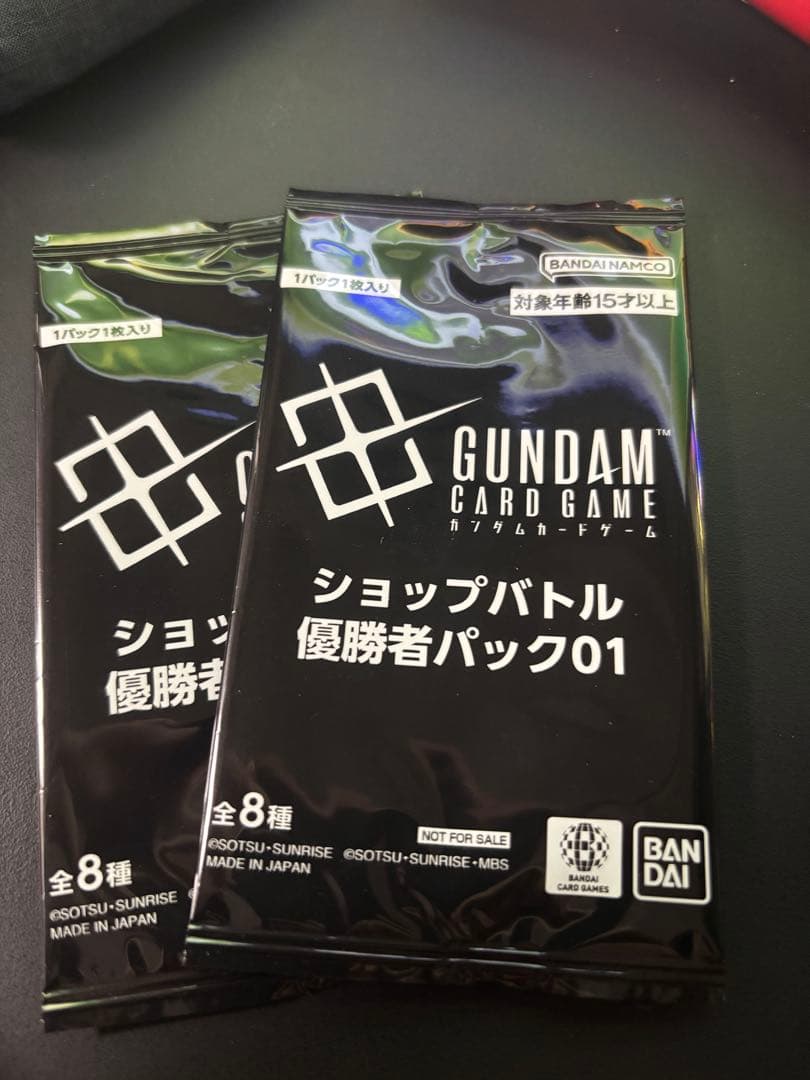 BANDAI NAMCO
1パック1枚入り
対象年齢15才以上
GUNDAM™
CARD GAME
ガンダムカードゲーム
ショップバトル
優勝者パック01
全8種
NOT FOR SALE
©SOTSU・SUNRISE ©SOTSU・SUNRISE・MBS
MADE IN JAPAN
BANDAI
CARD GAMES
BAN
DAI
1パック1枚入り
ショッ
優勝者
全8種
©SOTSU・SUNRISE
MADE IN JAPAN